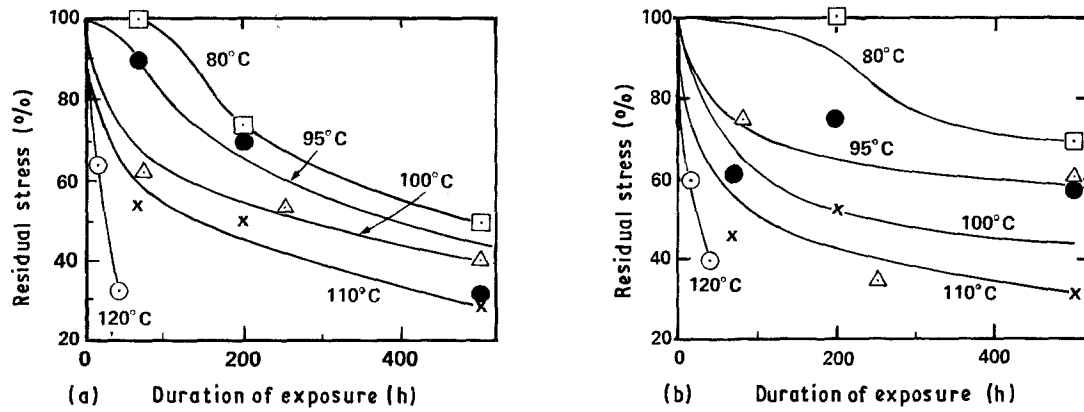 Residual stress (%)
100
80
60
40
20
0
200
400
80°C
95°C
100°C
110°C
120°C
(a) Duration of exposure (h)
Residual stress (%)
100
80
60
40
20
0
200
400
80°C
95°C
100°C
110°C
120°C
(b) Duration of exposure (h)